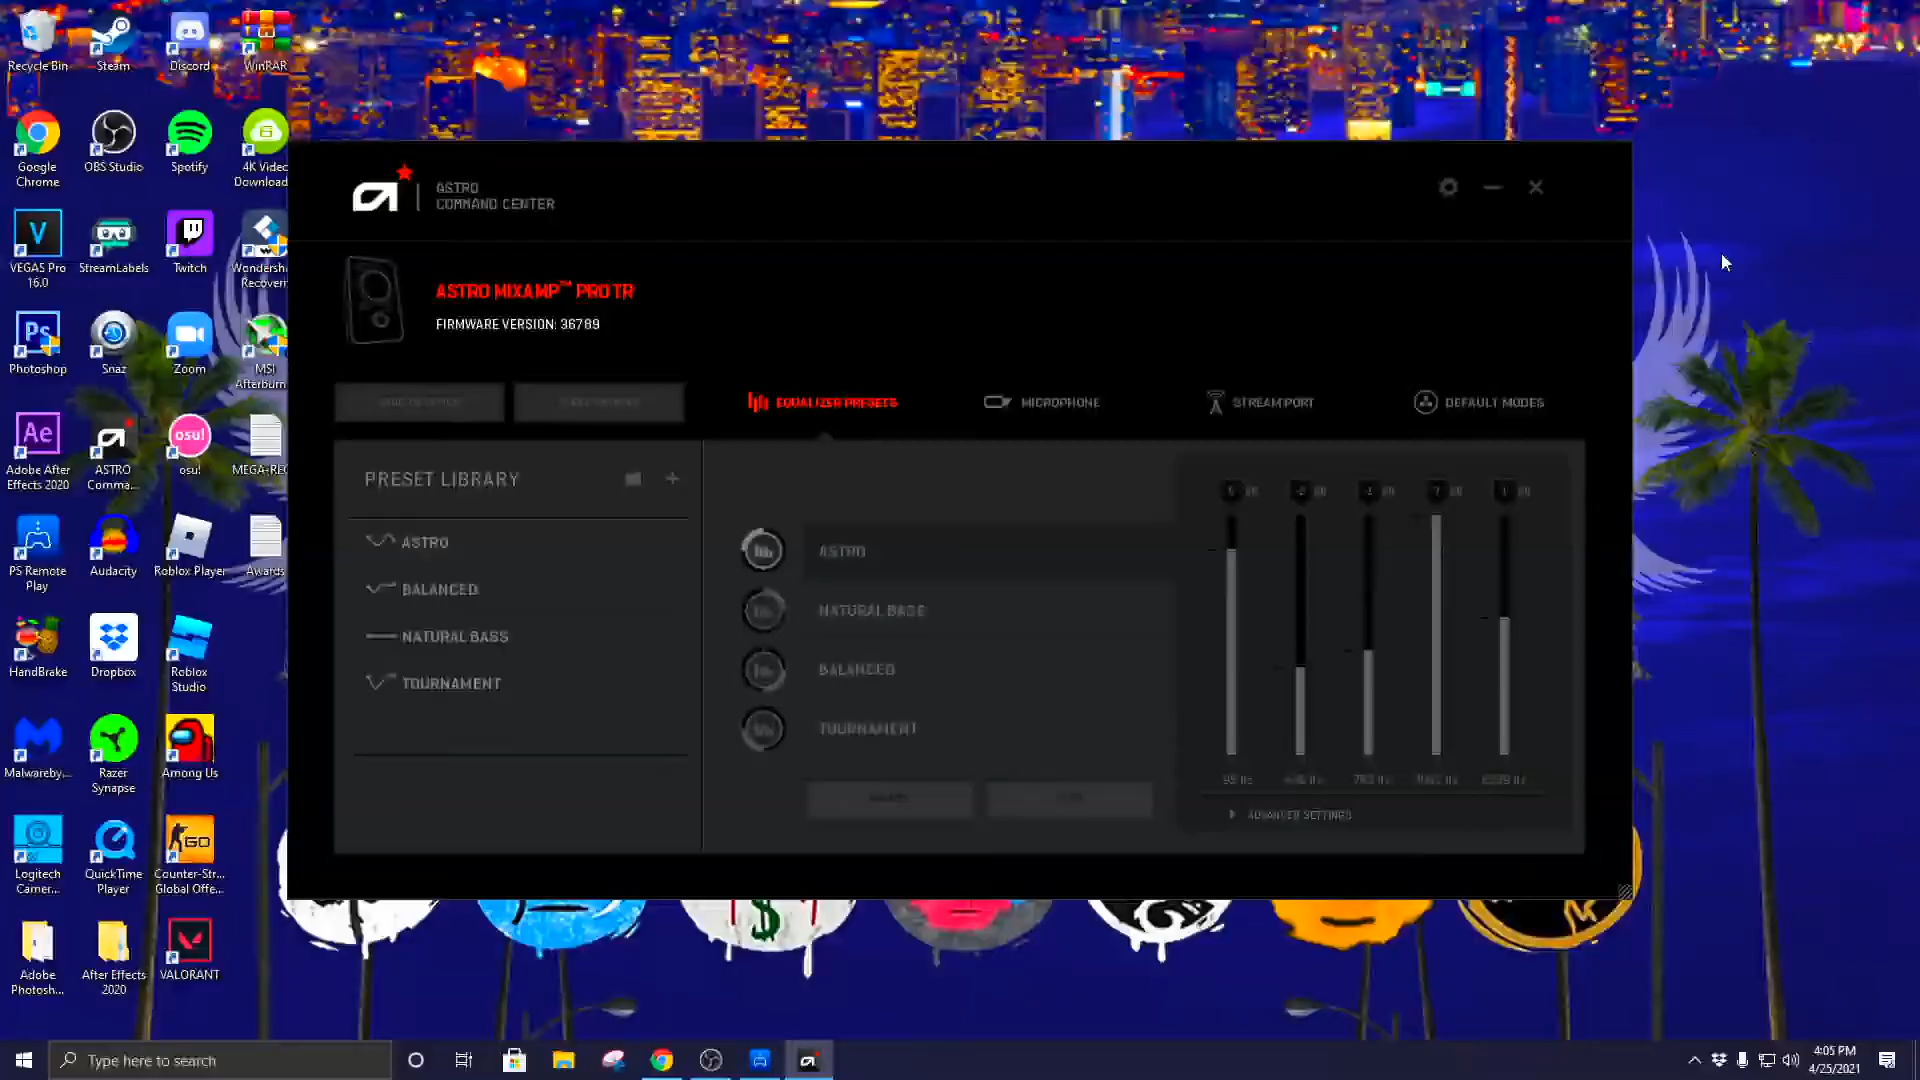 Recycle Bin
Steam
Discord
WinRAR
Google
Chrome
OBS Studio
Spotify
4K Video
Download
VEGAS Pro
16.0
StreamLabels
Twitch
Wondersh
Recover
Photoshop
Snaz
Zoom
MSI
Afterburn
Adobe After
Effects 2020
ASTRO
Comma...
osu!
MEGA-REC
PS Remote
Play
Audacity
Roblox Player
Awards
HandBrake
Dropbox
Roblox
Studio
Malwareby...
Razer
Synapse
Among Us
Logitech
Camer...
QuickTime
Player
Counter-Str...
Global Offe...
Adobe
Photosh...
After Effects
2020
VALORANT
ASTRO
COMMAND CENTER
ASTRO MIXAMP™ PRO TR
FIRMWARE VERSION: 36789
EQUALIZER PRESETS
MICROPHONE
STREAM PORT
DEFAULT MODES
PRESET LIBRARY
ASTRO
BALANCED
NATURAL BASS
TOURNAMENT
ASTRO
NATURAL BASE
BALANCED
TOURNAMENT
ADVANCED SETTINGS
Type here to search
4:05 PM
4/25/2021